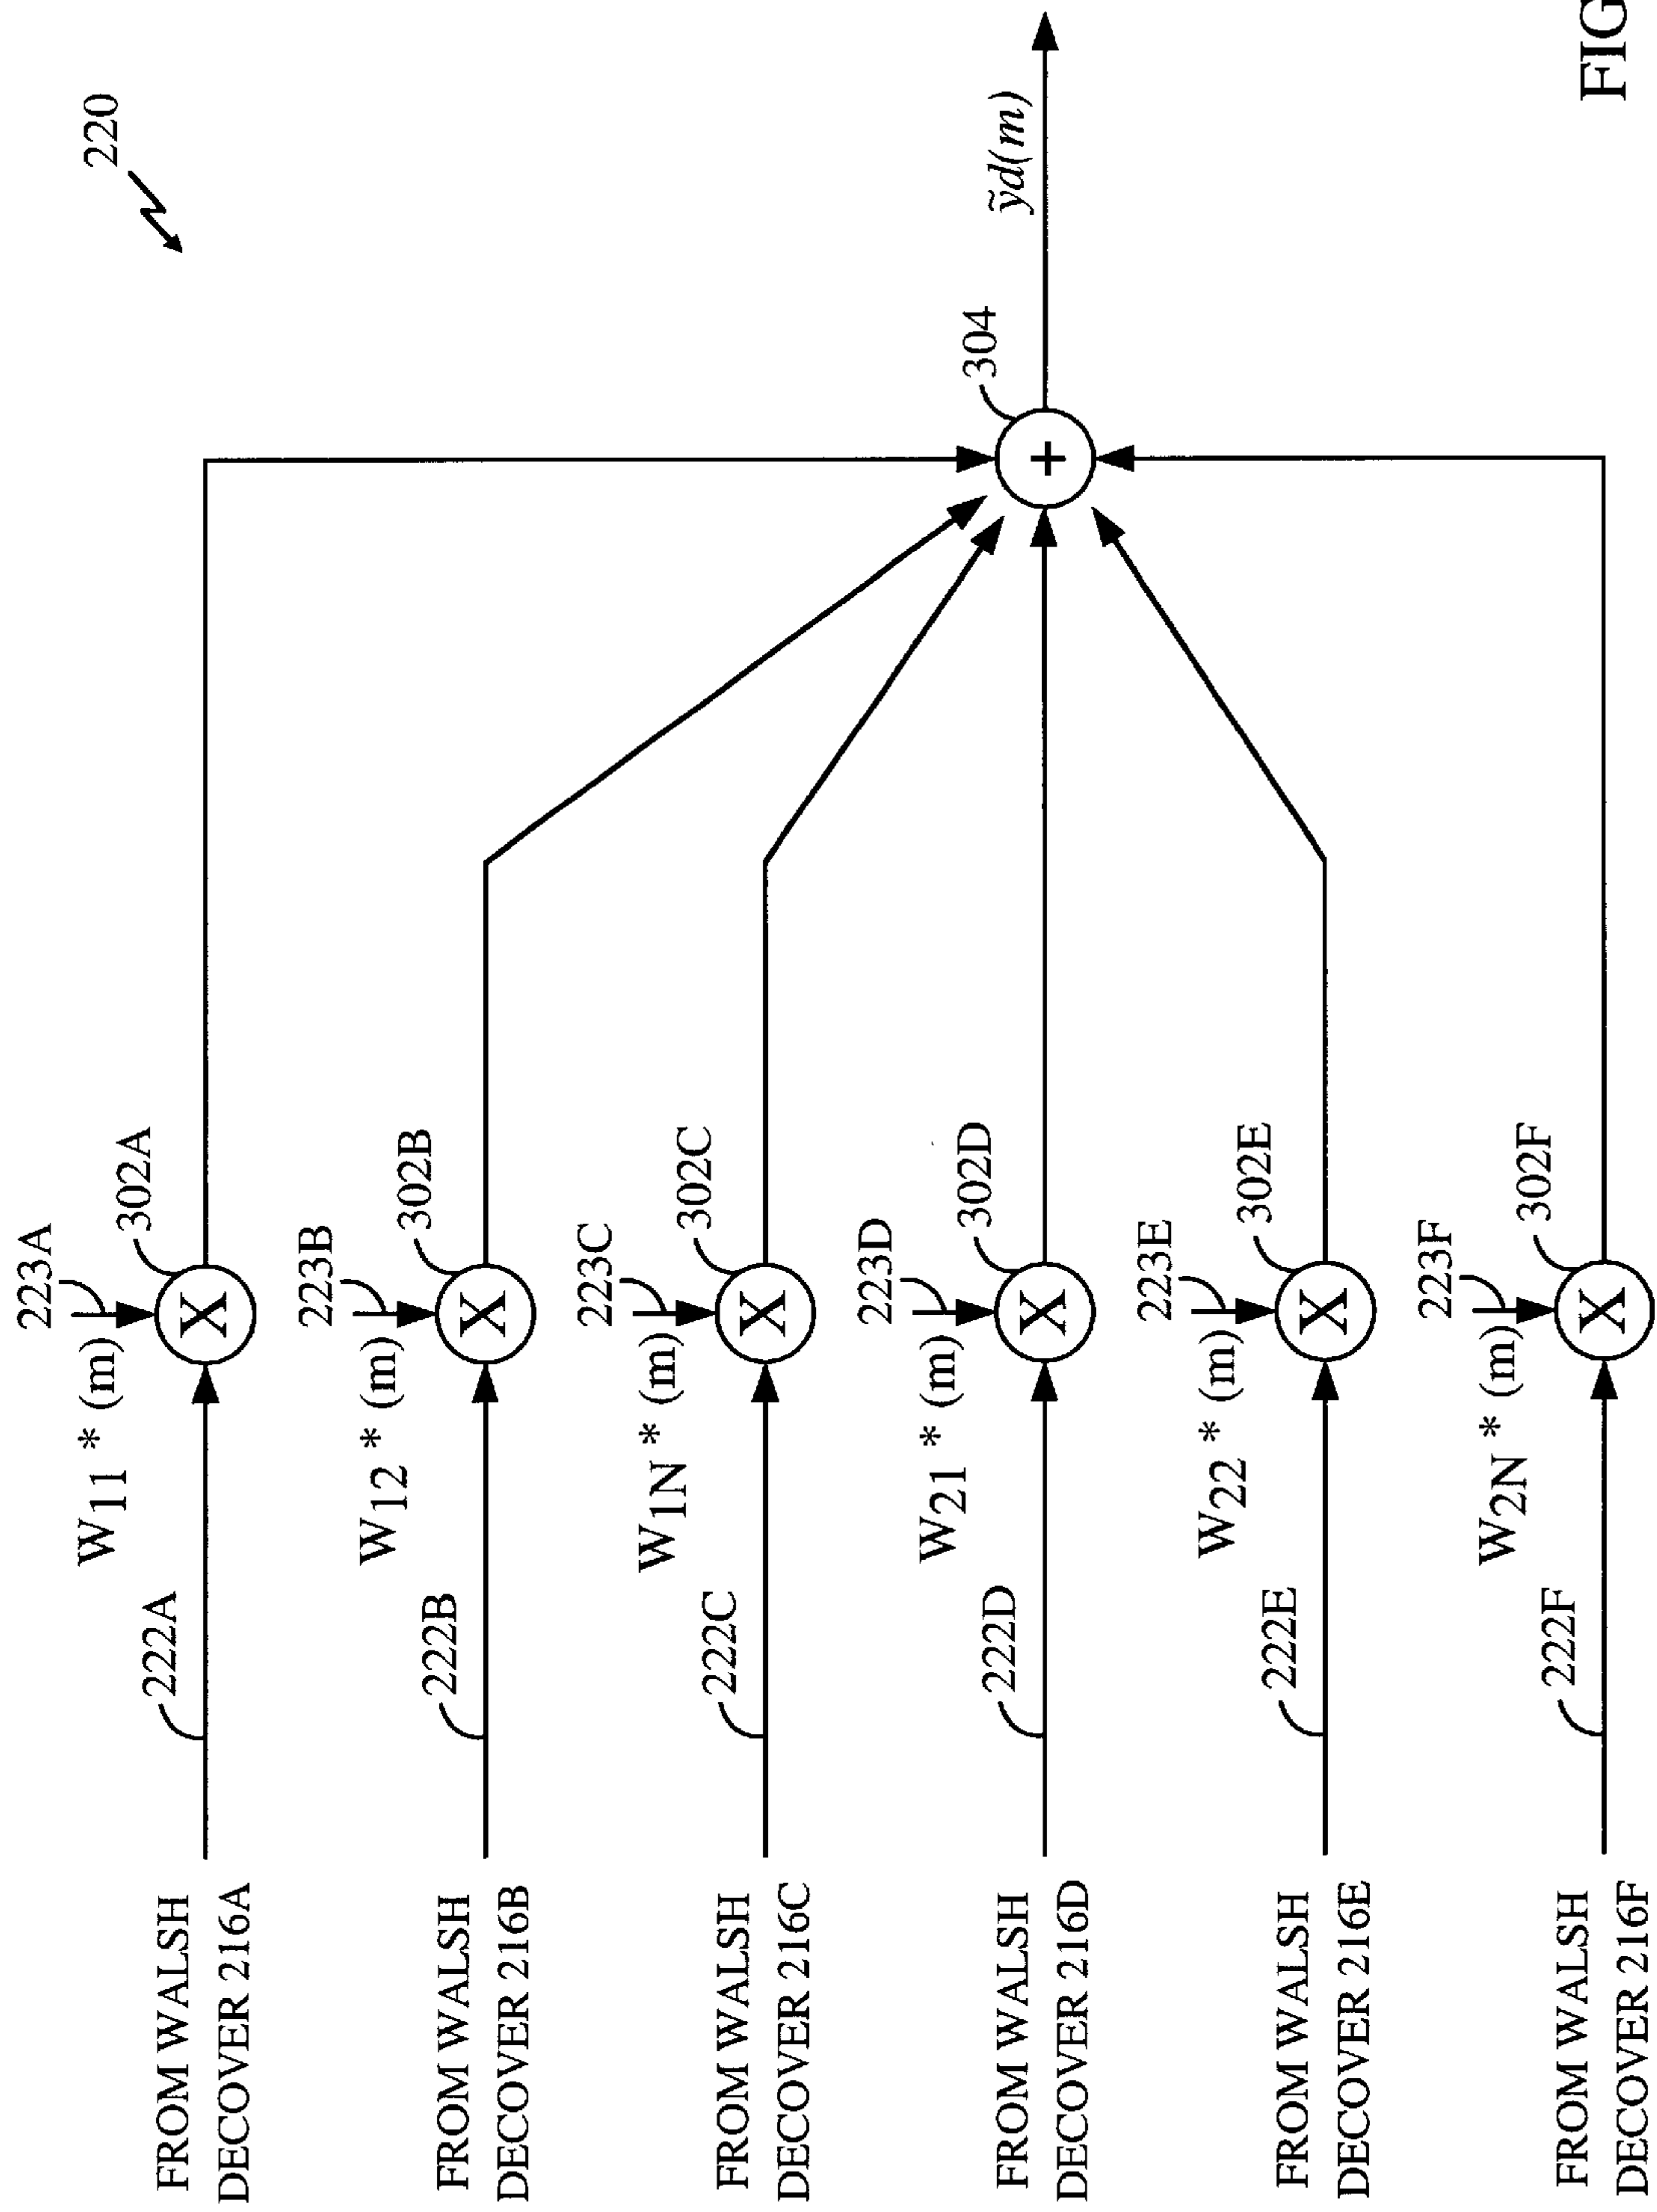 220
223A
W11 * (m)
222A
302A
FROM WALSH
DECOVER 216A
223B
W12 * (m)
222B
302B
FROM WALSH
DECOVER 216B
223C
W1N * (m)
222C
302C
FROM WALSH
DECOVER 216C
304
ỹd(m)
223D
W21 * (m)
222D
302D
FROM WALSH
DECOVER 216D
223E
W22 * (m)
222E
302E
FROM WALSH
DECOVER 216E
223F
W2N * (m)
222F
302F
FROM WALSH
DECOVER 216F
X
X
X
X
X
X
+
FIG